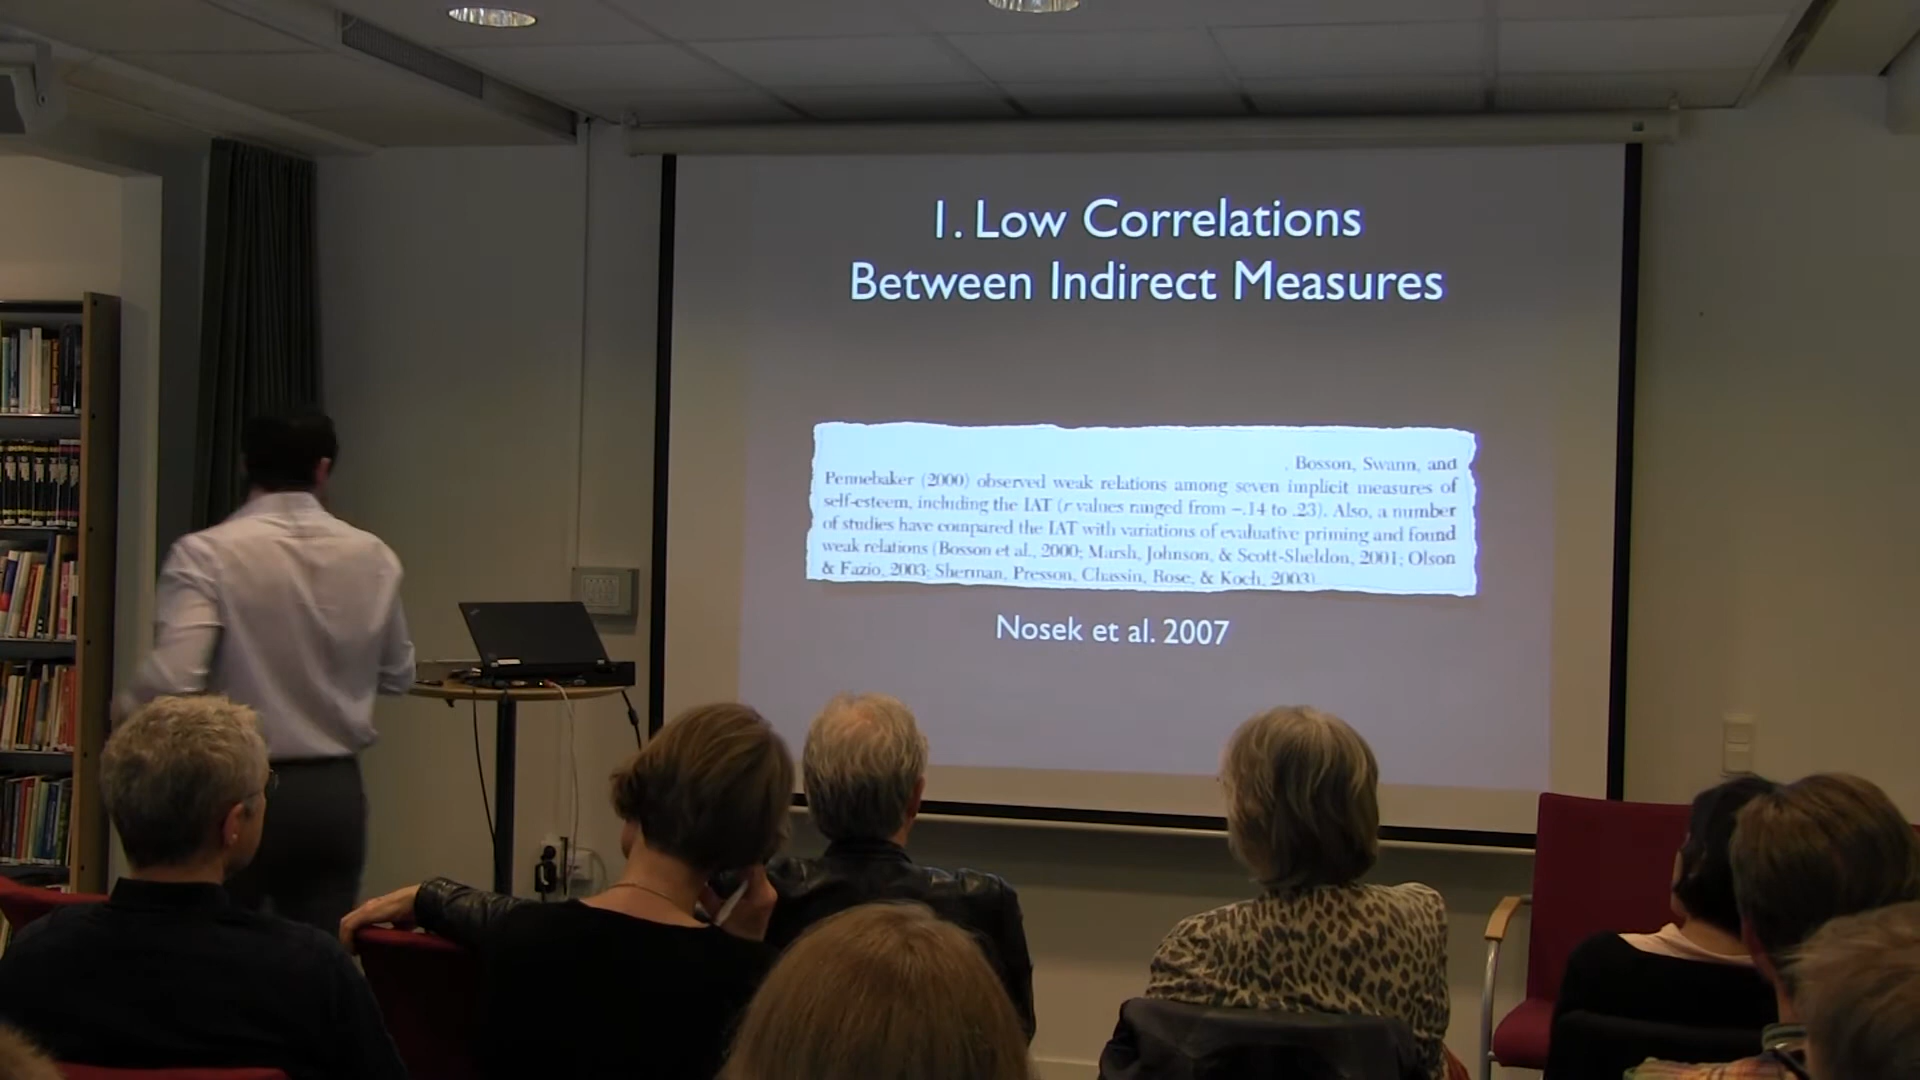 1. Low Correlations
Between Indirect Measures
. Bosson, Swann, and
Pennebaker (2000) observed weak relations among seven implicit measures of
self-esteem, including the IAT (r values ranged from –.14 to .23). Also, a number
of studies have compared the IAT with variations of evaluative priming and found
weak relations (Bosson et al., 2000; Marsh, Johnson, & Scott-Sheldon, 2001; Olson
& Fazio, 2003; Sherman, Presson, Chassin, Rose, & Koch, 2003).
Nosek et al. 2007